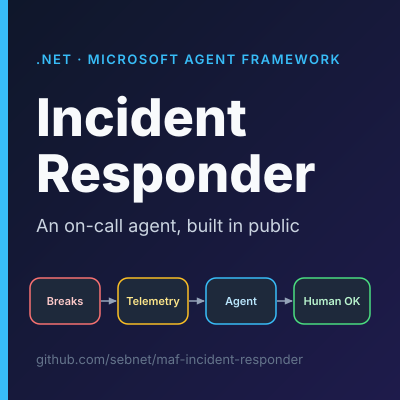 .NET · MICROSOFT AGENT FRAMEWORK
Incident
Responder
An on-call agent, built in public
Breaks
Telemetry
Agent
Human OK
github.com/sebnet/maf-incident-responder